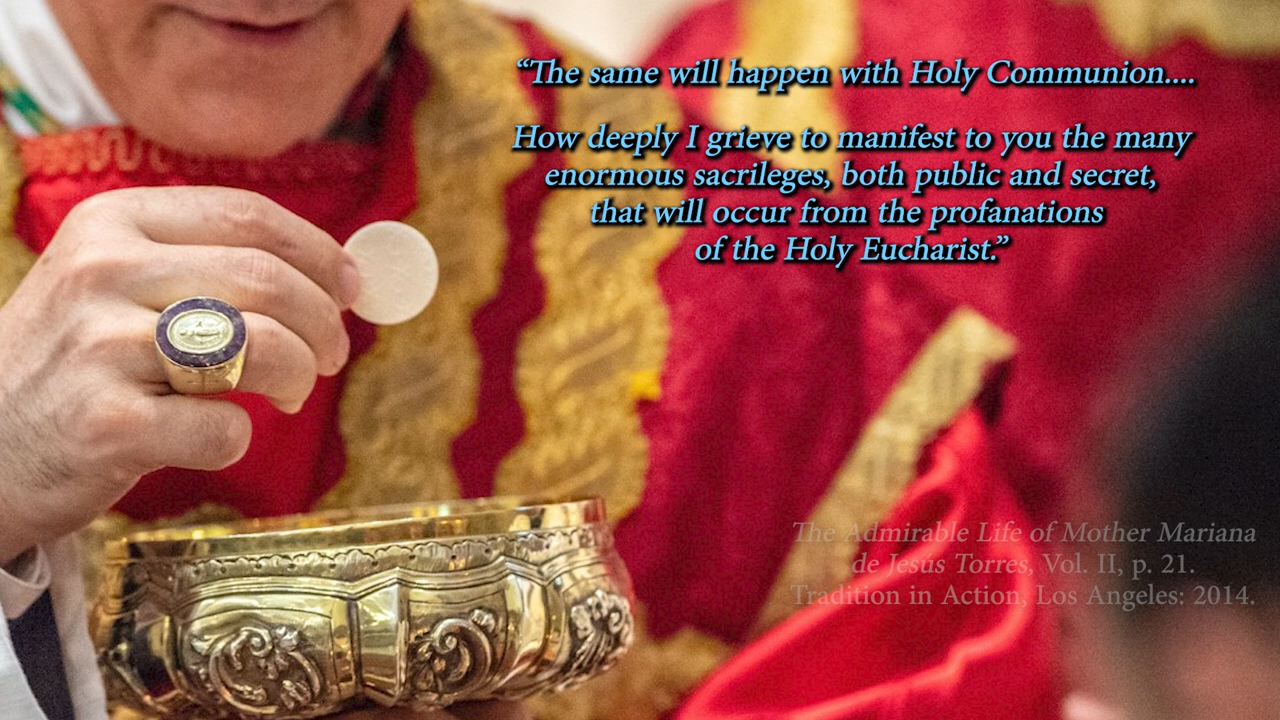 “The same will happen with Holy Communion....
How deeply I grieve to manifest to you the many
enormous sacrileges, both public and secret,
that will occur from the profanations
of the Holy Eucharist.”
The Admirable Life of Mother Mariana
de Jesús Torres, Vol. II, p. 21.
Tradition in Action, Los Angeles: 2014.